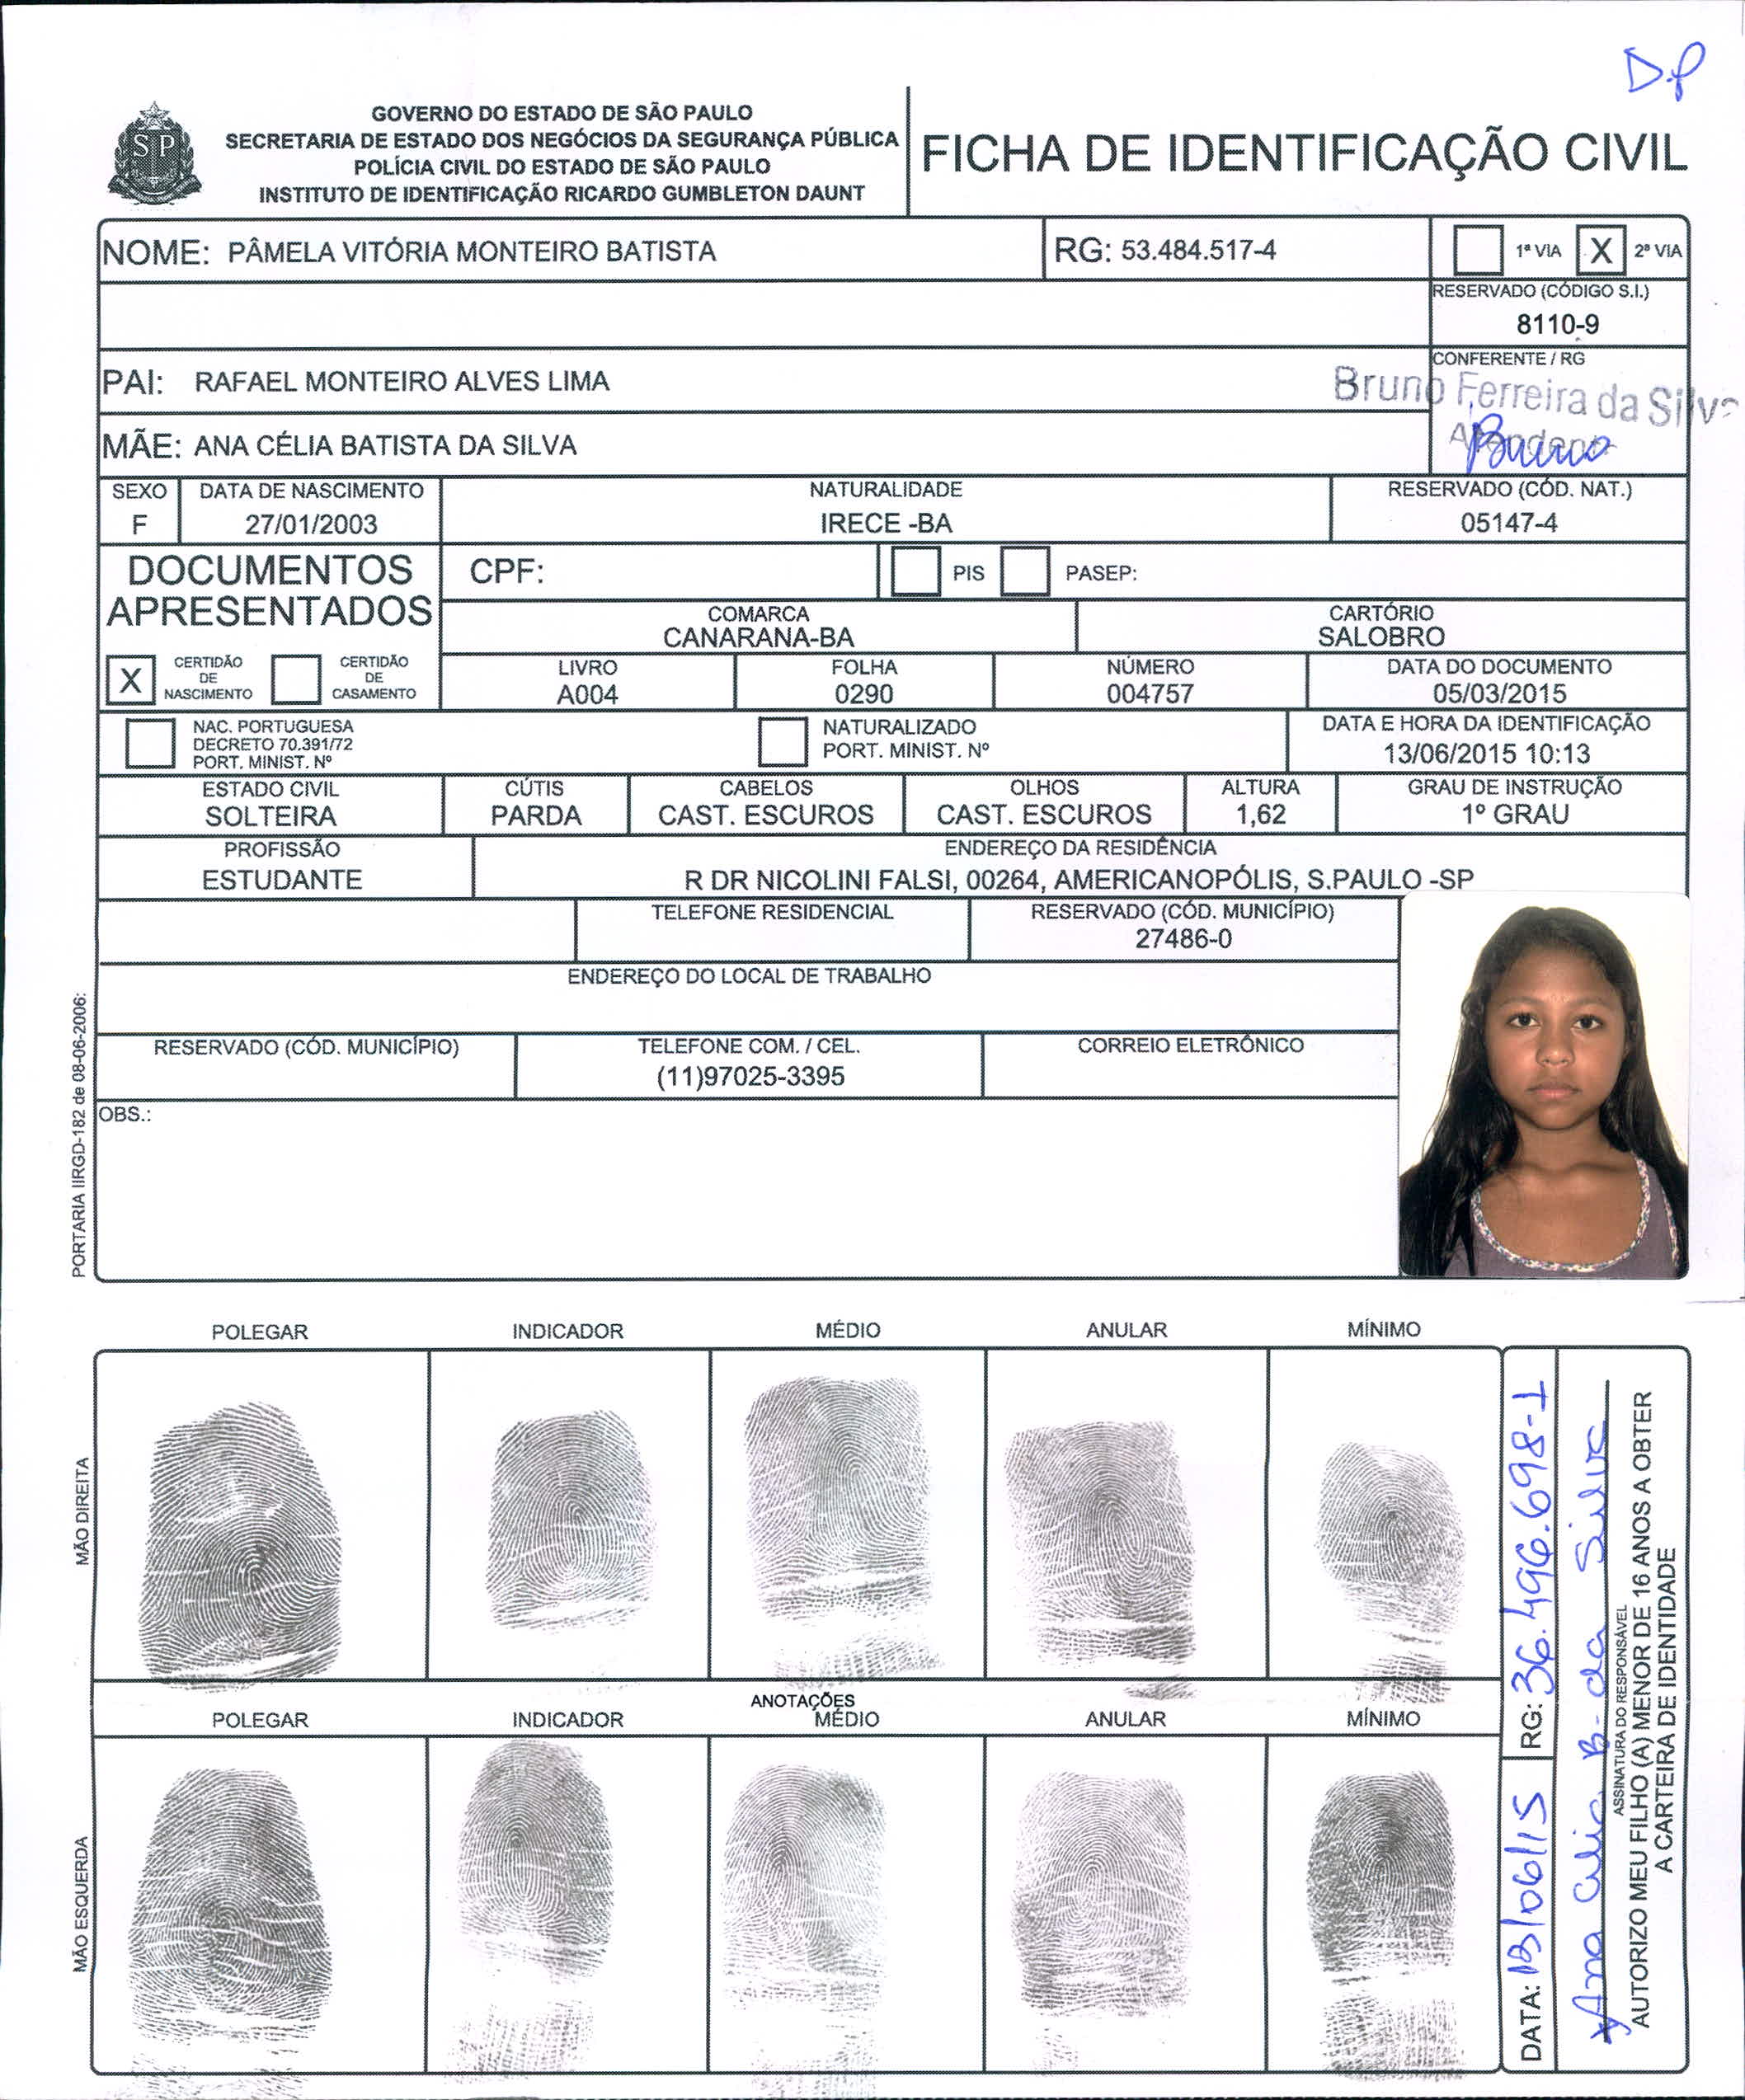 DP
GOVERNO DO ESTADO DE SÃO PAULO
SECRETARIA DE ESTADO DOS NEGÓCIOS DA SEGURANÇA PÚBLICA
POLÍCIA CIVIL DO ESTADO DE SÃO PAULO
INSTITUTO DE IDENTIFICAÇÃO RICARDO GUMBLETON DAUNT
SP
FICHA DE IDENTIFICAÇÃO CIVIL
NOME: PÂMELA VITÓRIA MONTEIRO BATISTA
RG: 53.484.517-4
1ª VIA X 2ª VIA
RESERVADO (CÓDIGO S.I.)
8110-9
PAI: RAFAEL MONTEIRO ALVES LIMA
CONFERENTE / RG
Bruno Ferreira da Silva
Atendente
Bruno
MÃE: ANA CÉLIA BATISTA DA SILVA
SEXO DATA DE NASCIMENTO NATURALIDADE RESERVADO (CÓD. NAT.)
F 27/01/2003 IRECE -BA 05147-4
DOCUMENTOS
APRESENTADOS
CPF: PIS PASEP:
COMARCA CARTÓRIO
CANARANA-BA SALOBRO
X CERTIDÃO DE NASCIMENTO CERTIDÃO DE CASAMENTO
LIVRO FOLHA NÚMERO DATA DO DOCUMENTO
A004 0290 004757 05/03/2015
NAC. PORTUGUESA
DECRETO 70.391/72
PORT. MINIST. Nº
NATURALIZADO
PORT. MINIST. Nº
DATA E HORA DA IDENTIFICAÇÃO
13/06/2015 10:13
ESTADO CIVIL CÚTIS CABELOS OLHOS ALTURA GRAU DE INSTRUÇÃO
SOLTEIRA PARDA CAST. ESCUROS CAST. ESCUROS 1,62 1º GRAU
PROFISSÃO ENDEREÇO DA RESIDÊNCIA
ESTUDANTE R DR NICOLINI FALSI, 00264, AMERICANOPÓLIS, S.PAULO -SP
TELEFONE RESIDENCIAL RESERVADO (CÓD. MUNICÍPIO)
27486-0
ENDEREÇO DO LOCAL DE TRABALHO
RESERVADO (CÓD. MUNICÍPIO) TELEFONE COM. / CEL. CORREIO ELETRÔNICO
(11)97025-3395
OBS.:
PORTARIA IIRGD-182 de 08-06-2006:
POLEGAR INDICADOR MÉDIO ANULAR MÍNIMO
MÃO DIREITA
ANOTAÇÕES
POLEGAR INDICADOR MÉDIO ANULAR MÍNIMO
MÃO ESQUERDA
DATA: 13/06/15 RG: 36.496.698-1
Ana Célia B. da Silva
ASSINATURA DO RESPONSÁVEL
AUTORIZO MEU FILHO (A) MENOR DE 16 ANOS A OBTER
A CARTEIRA DE IDENTIDADE